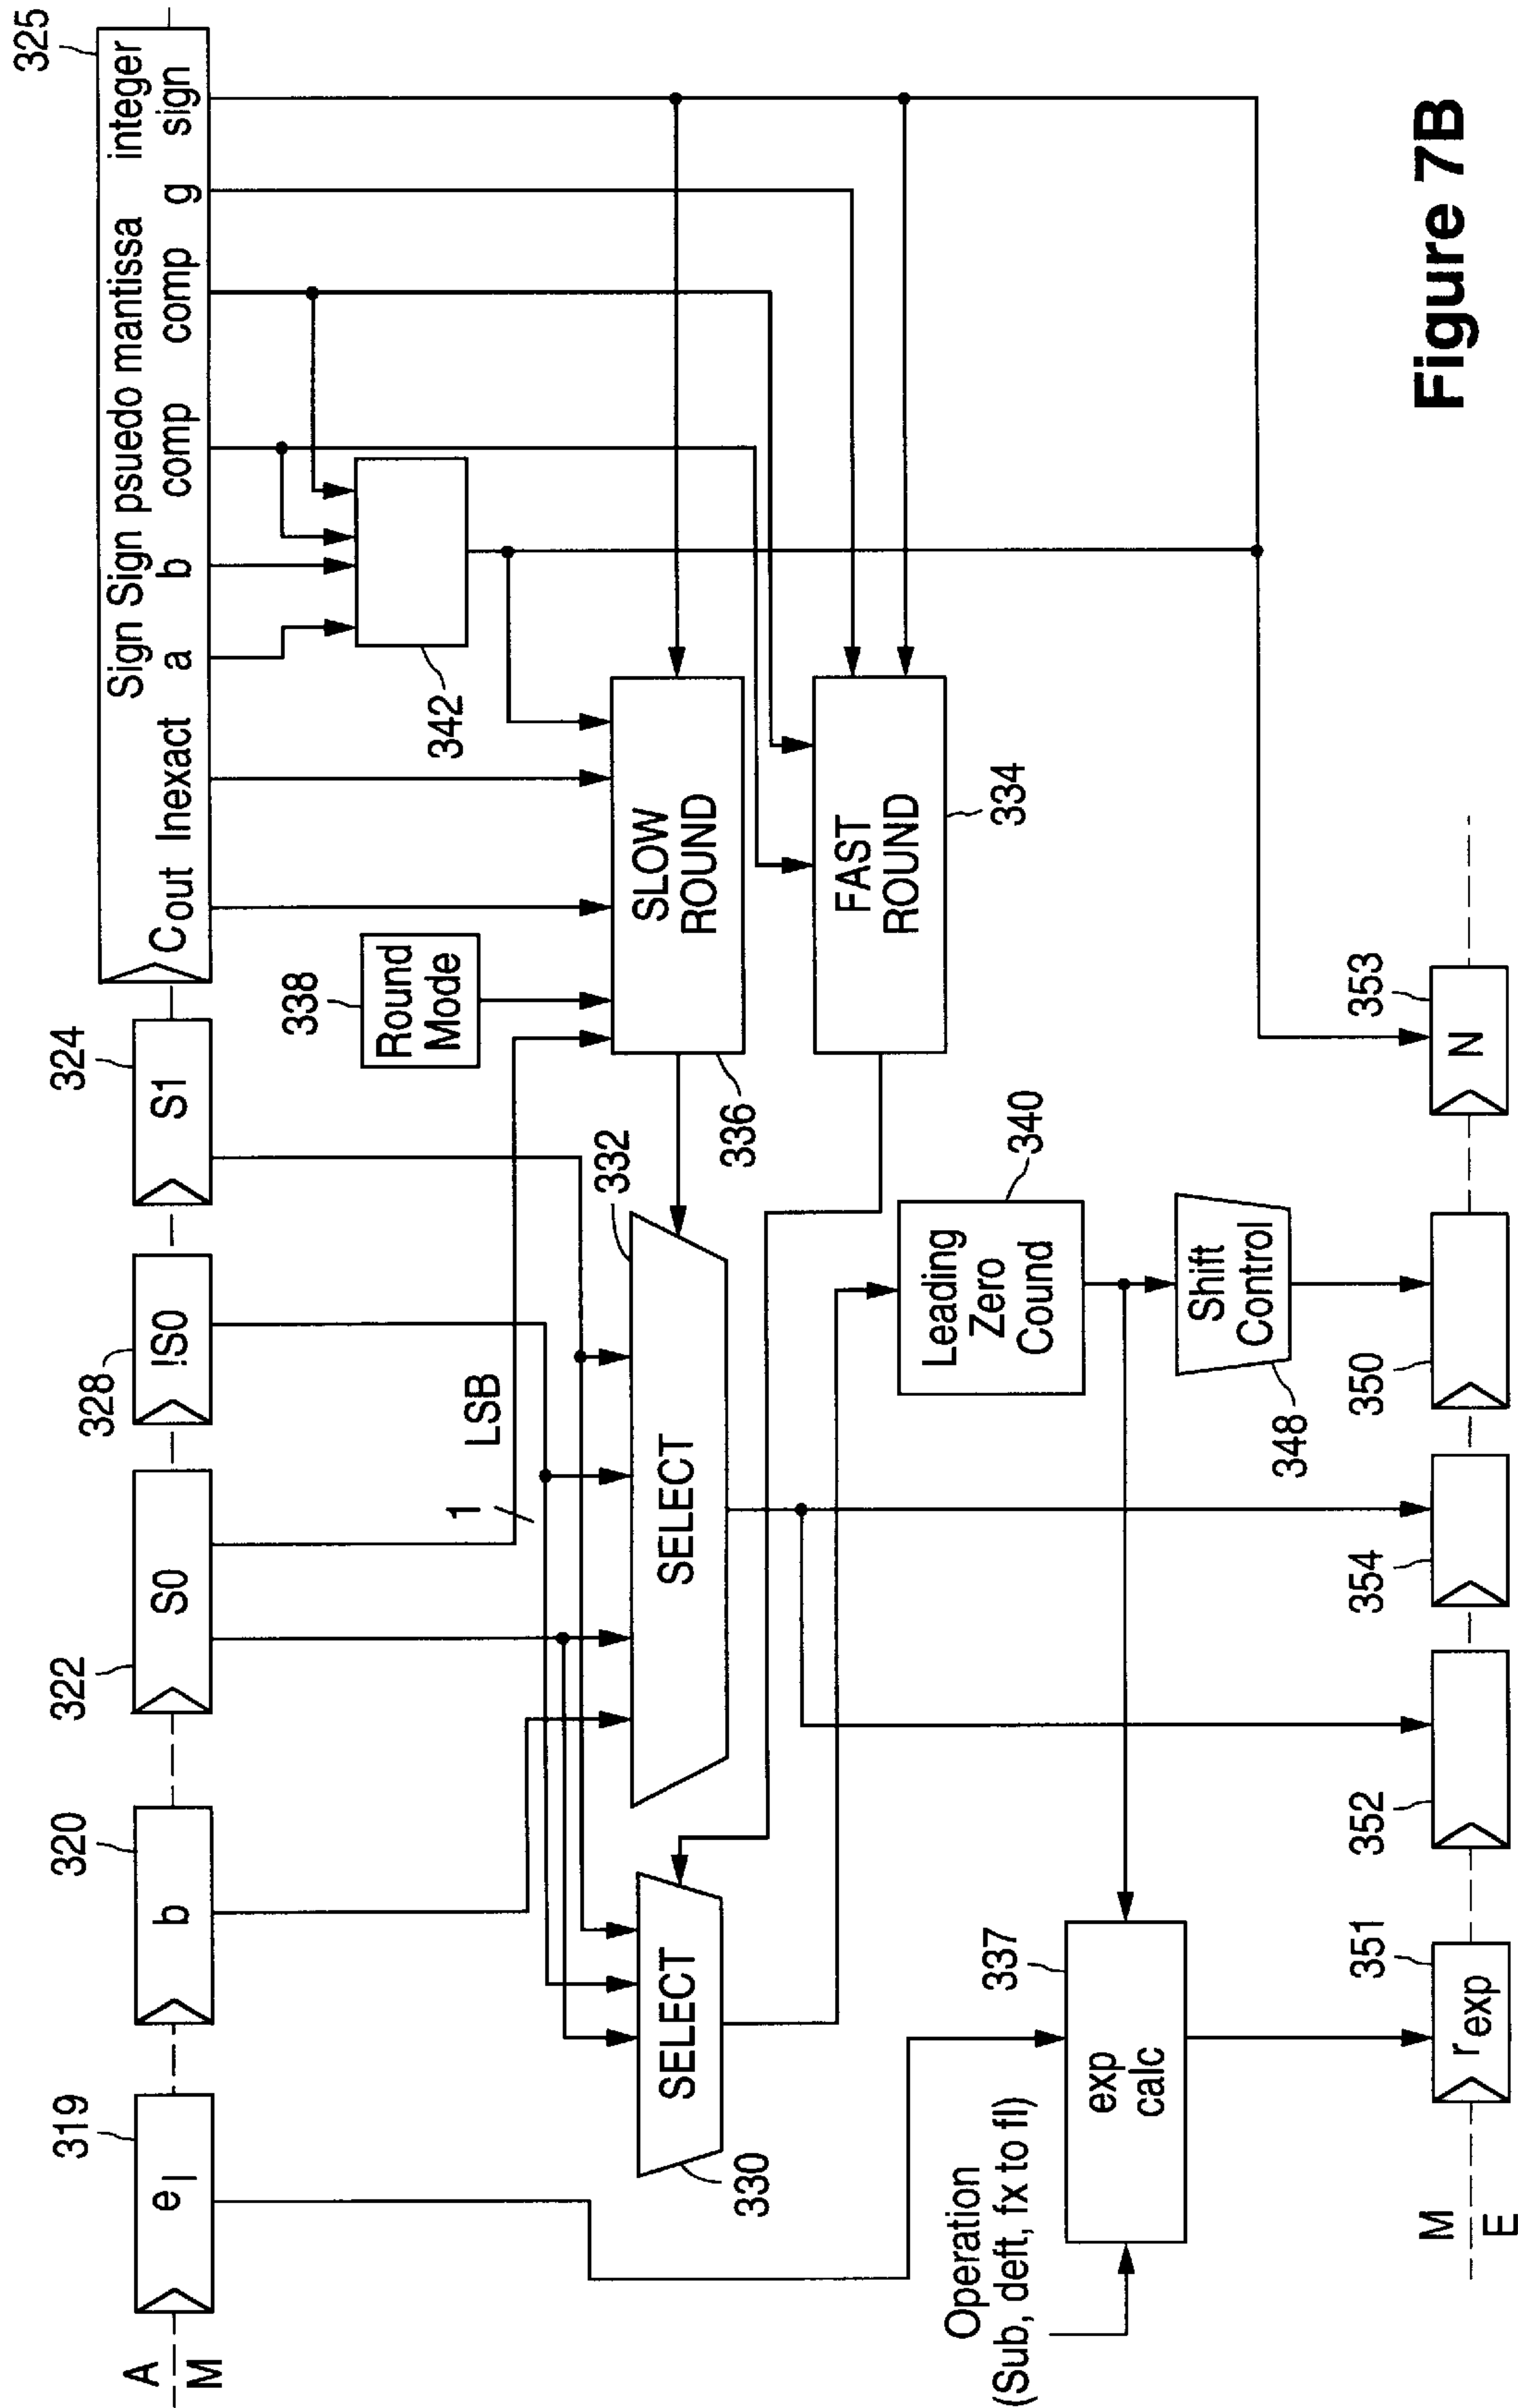 325
Sign Sign psuedo mantissa integer
Cout Inexact a b comp comp g sign
324
S1
328
!S0
322
S0
320
b
319
el
A
M
338
Round
Mode
342
LSB
1
332
SELECT
SLOW
ROUND
336
FAST
ROUND
334
SELECT
330
340
Leading
Zero
Cound
Shift
Control
348
337
exp
calc
Operation
(Sub, deft, fx to fl)
351
rexp
352
354
350
353
N
M
E
Figure 7B